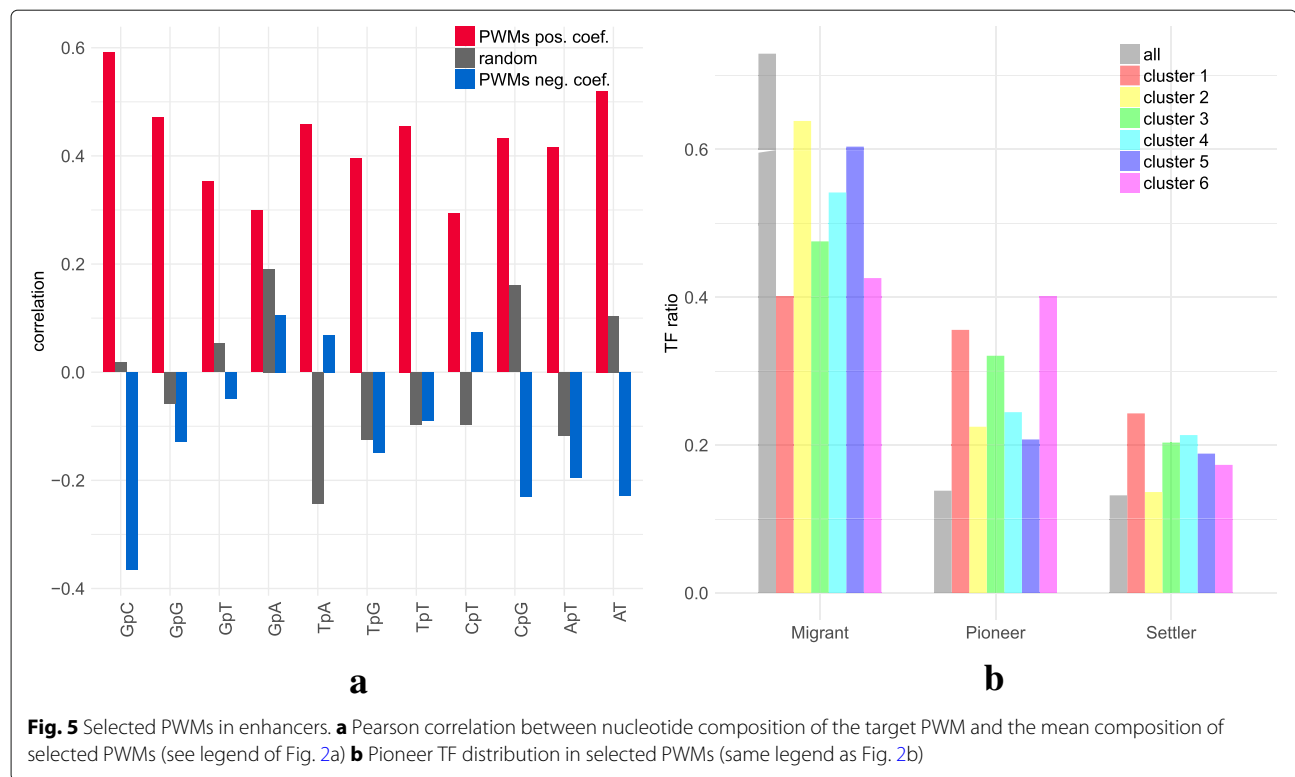 PWMs pos. coef.
random
PWMs neg. coef.
correlation
0.6
0.4
0.2
0.0
−0.2
−0.4
GpC
GpG
GpT
GpA
TpA
TpG
TpT
CpT
CpG
ApT
AT
a
all
cluster 1
cluster 2
cluster 3
cluster 4
cluster 5
cluster 6
TF ratio
0.6
0.4
0.2
0.0
Migrant
Pioneer
Settler
b
Fig. 5 Selected PWMs in enhancers. a Pearson correlation between nucleotide composition of the target PWM and the mean composition of
selected PWMs (see legend of Fig. 2a) b Pioneer TF distribution in selected PWMs (same legend as Fig. 2b)